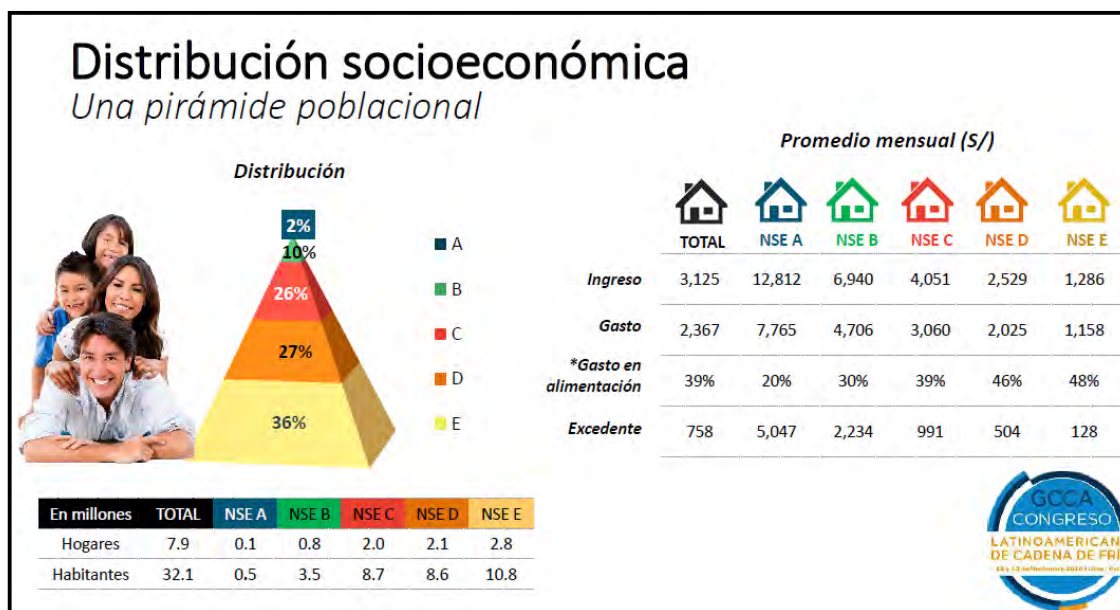 Distribución socioeconómica
Una pirámide poblacional
Distribución
2%
10%
26%
27%
36%
A
B
C
D
E
Promedio mensual (S/)
TOTAL NSE A NSE B NSE C NSE D NSE E
Ingreso 3,125 12,812 6,940 4,051 2,529 1,286
Gasto 2,367 7,765 4,706 3,060 2,025 1,158
*Gasto en
alimentación 39% 20% 30% 39% 46% 48%
Excedente 758 5,047 2,234 991 504 128
En millones TOTAL NSE A NSE B NSE C NSE D NSE E
Hogares 7.9 0.1 0.8 2.0 2.1 2.8
Habitantes 32.1 0.5 3.5 8.7 8.6 10.8
GCCA
CONGRESO
LATINOAMERICAN
DE CADENA DE FRÍ